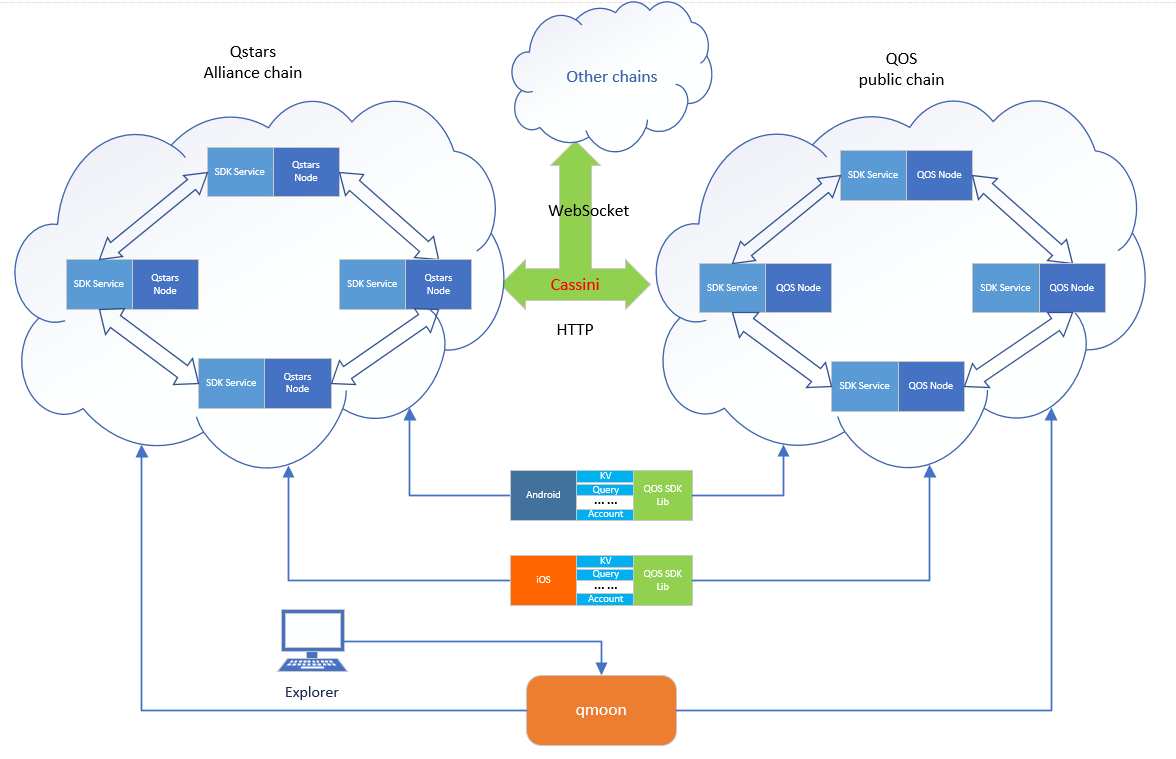 Qstars
Alliance chain
Other chains
QOS
public chain
SDK Service
Qstars
Node
SDK Service
QOS Node
WebSocket
SDK Service
Qstars
Node
SDK Service
Qstars
Node
Cassini
SDK Service
QOS Node
SDK Service
QOS Node
HTTP
SDK Service
Qstars
Node
SDK Service
QOS Node
Android
KV
Query
... ...
Account
QOS SDK
Lib
iOS
KV
Query
... ...
Account
QOS SDK
Lib
Explorer
qmoon